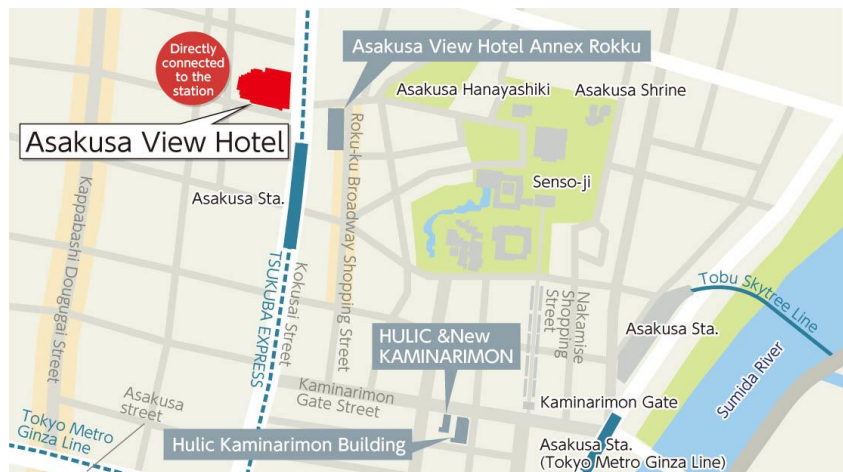 Directly
connected
to the
station
Asakusa View Hotel Annex Rokku
Asakusa Hanayashiki
Asakusa Shrine
Asakusa View Hotel
Roku-ku Broadway Shopping Street
Senso-ji
Asakusa Sta.
Kappabashi Dougugai Street
TSUKUBA EXPRESS
Kokusai Street
Nakamise
Shopping
Street
Tobu Skytree Line
Asakusa Sta.
Sumida River
HULIC &New
KAMINARIMON
Asakusa
street
Kaminarimon
Gate Street
Kaminarimon Gate
Tokyo Metro
Ginza Line
Hulic Kaminarimon Building
Asakusa Sta.
(Tokyo Metro Ginza Line)